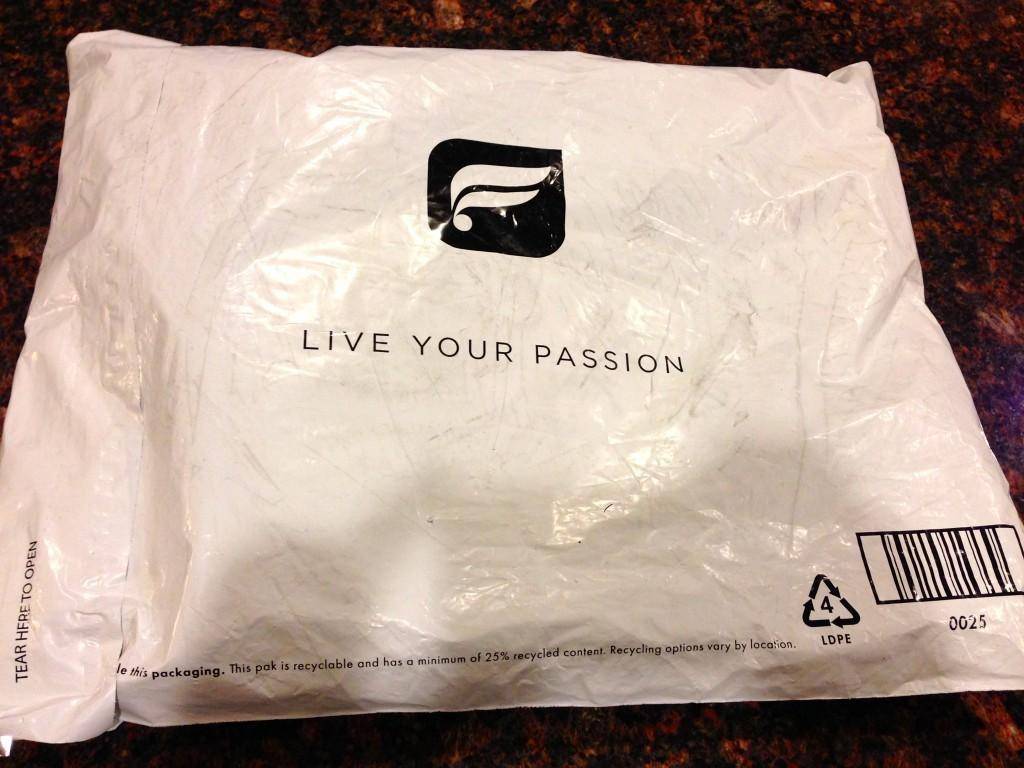 LIVE YOUR PASSION
TEAR HERE TO OPEN
4
LDPE
0025
this packaging. This pak is recyclable and has a minimum of 25% recycled content. Recycling options vary by location.